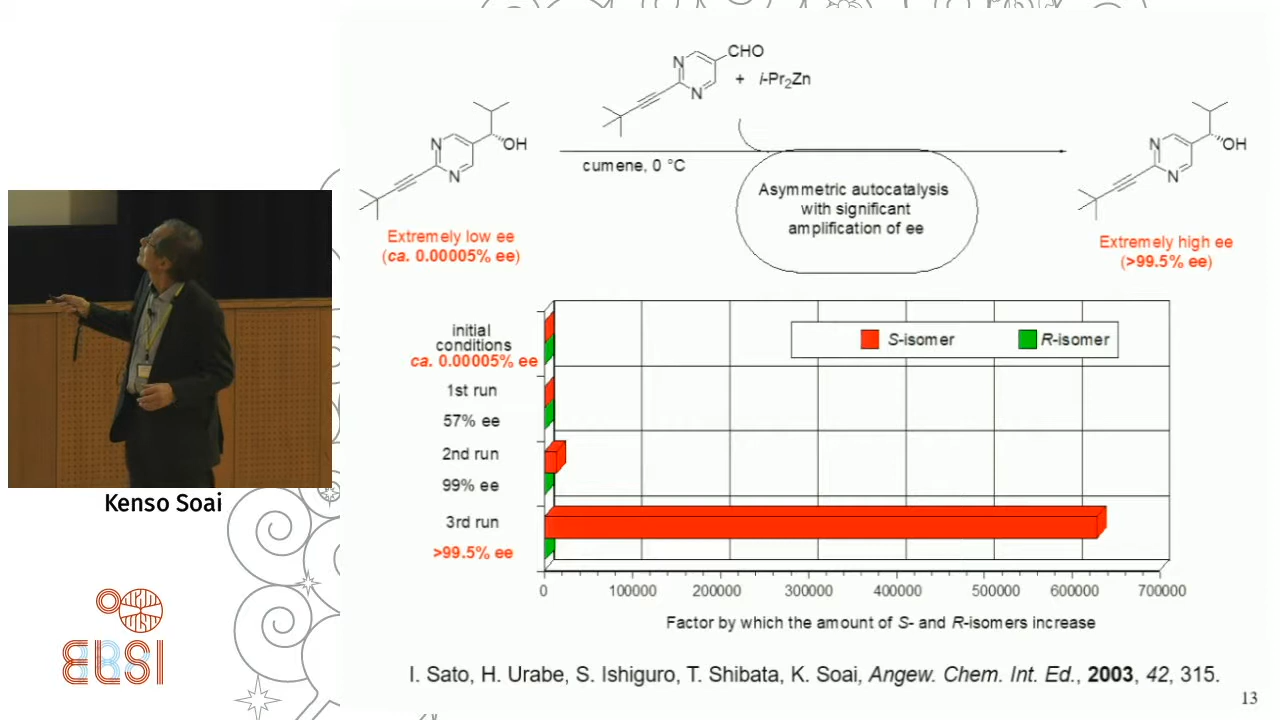 CHO
N
N
+ i-Pr2Zn
OH
N
N
cumene, 0 °C
Asymmetric autocatalysis
with significant
amplification of ee
OH
N
N
Extremely low ee
(ca. 0.00005% ee)
Extremely high ee
(>99.5% ee)
initial
conditions
ca. 0.00005% ee
S-isomer
R-isomer
1st run
57% ee
2nd run
99% ee
3rd run
>99.5% ee
0 100000 200000 300000 400000 500000 600000 700000
Factor by which the amount of S- and R-isomers increase
I. Sato, H. Urabe, S. Ishiguro, T. Shibata, K. Soai, Angew. Chem. Int. Ed., 2003, 42, 315.
13
Kenso Soai
ELSI